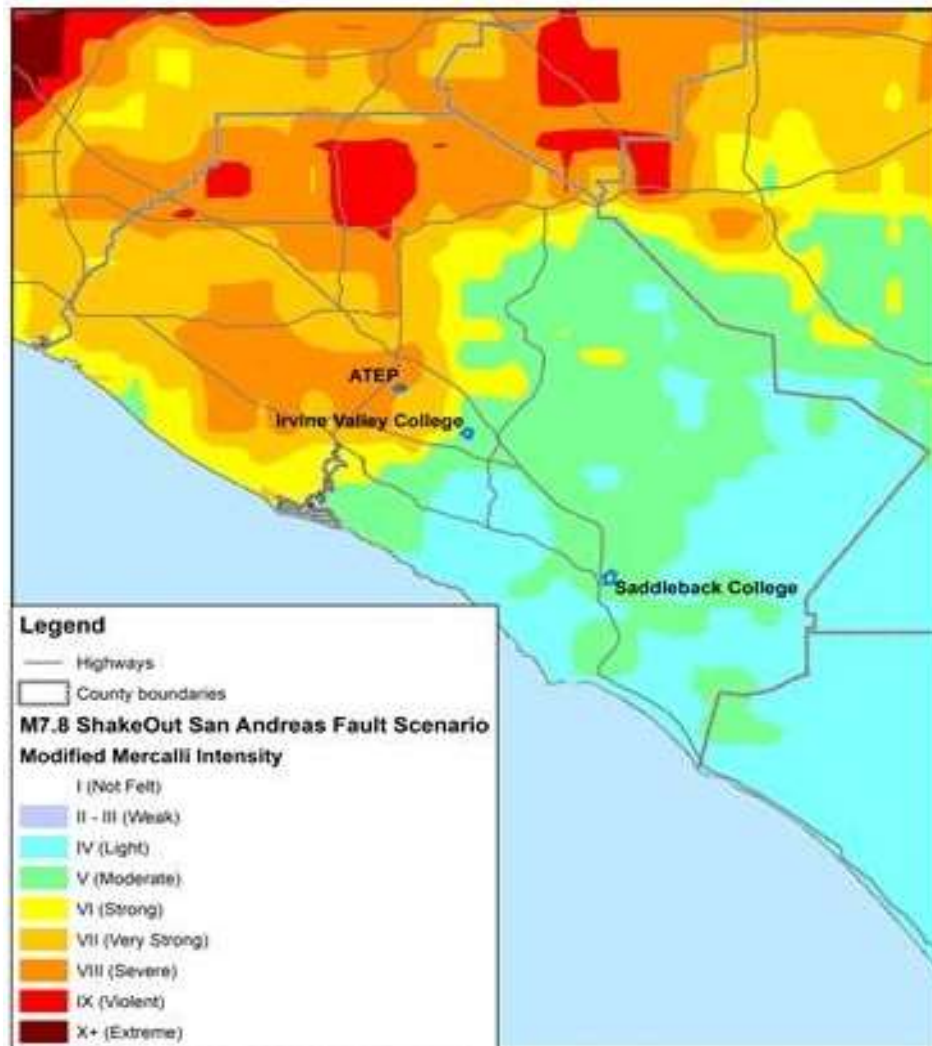 ATEP
Irvine Valley College
Saddleback College
Legend
Highways
County boundaries
M7.8 ShakeOut San Andreas Fault Scenario
Modified Mercalli Intensity
I (Not Felt)
II - III (Weak)
IV (Light)
V (Moderate)
VI (Strong)
VII (Very Strong)
VIII (Severe)
IX (Violent)
X+ (Extreme)